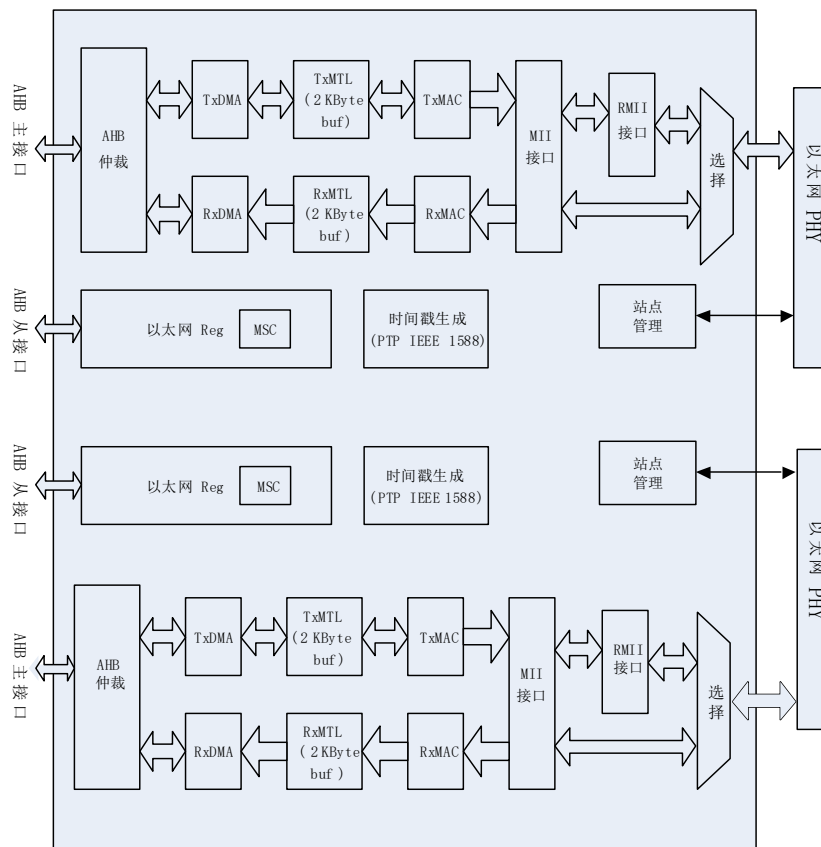 AHB 主接口
AHB
仲裁
TxDMA
TxMTL
(2 KByte
buf)
TxMAC
MII
接口
RMII
接口
选择
以太网 PHY
RxDMA
RxMTL
(2 KByte
buf)
RxMAC
AHB 从接口
以太网 Reg
MSC
时间戳生成
(PTP IEEE 1588)
站点
管理
AHB 从接口
以太网 Reg
MSC
时间戳生成
(PTP IEEE 1588)
站点
管理
以太网 PHY
AHB 主接口
AHB
仲裁
TxDMA
TxMTL
(2 KByte
buf)
TxMAC
MII
接口
RMII
接口
选择
RxDMA
RxMTL
(2 KByte
buf)
RxMAC